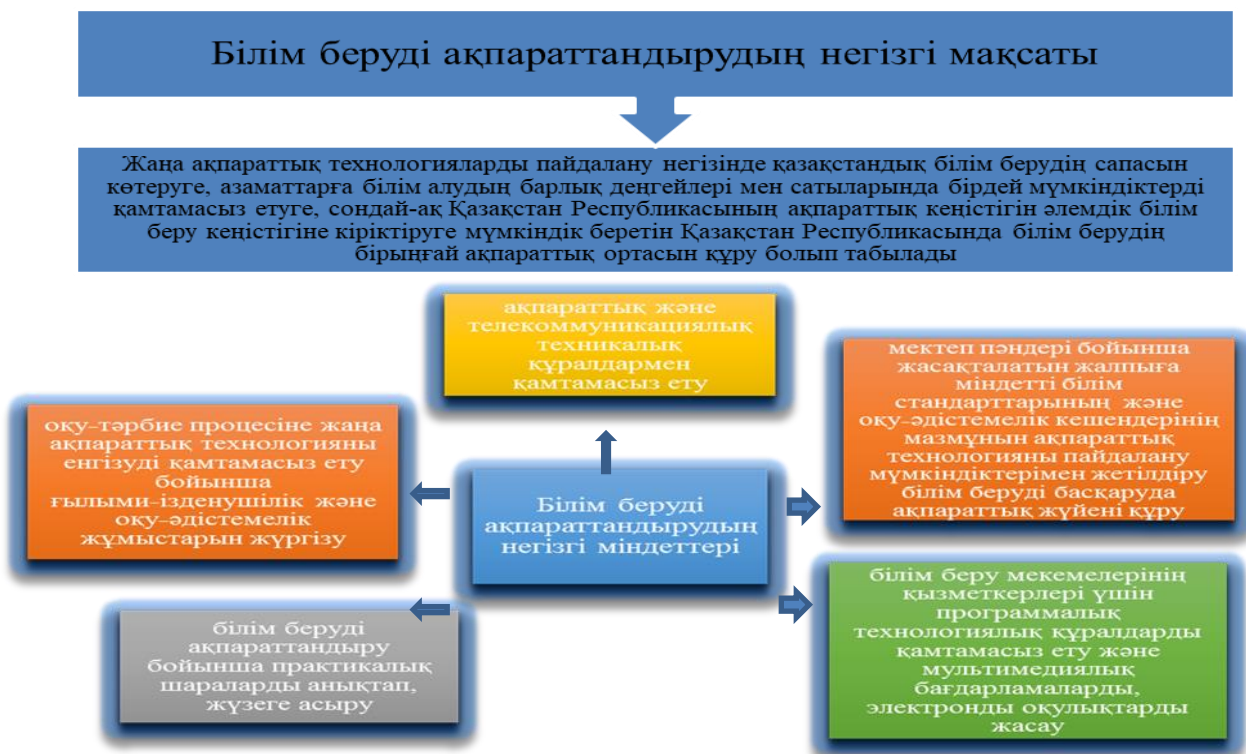 Білім беруді ақпараттандырудың негізгі мақсаты
Жаңа ақпараттық технологияларды пайдалану негізінде қазақстандық білім берудің сапасын
көтеруге, азаматтарға білім алудың барлық деңгейлері мен сатыларында бірдей мүмкіндіктерді
қамтамасыз етуге, сондай-ақ Қазақстан Республикасының ақпараттық кеңістігін әлемдік білім
беру кеңістігіне кіріктіруге мүмкіндік беретін Қазақстан Республикасында білім берудің
бірыңғай ақпараттық ортасын құру болып табылады
ақпараттық және
телекоммуникациялық
техникалық
құралдармен
қамтамасыз ету
мектеп пәндері бойынша
жасақталатын жалпыға
міндетті білім
стандарттарының және
оқу-әдістемелік кешендерінің
мазмұнын ақпараттық
технологияны пайдалану
мүмкіндіктерімен жетілдіру
білім беруді басқаруда
ақпараттық жүйені құру
оқу-тәрбие процесіне жаңа
ақпараттық технологияны
енгізуді қамтамасыз ету
бойынша
ғылыми-ізденушілік және
оқу-әдістемелік
жұмыстарын жүргізу
Білім беруді
ақпараттандырудың
негізгі міндеттері
білім беруді
ақпараттандыру
бойынша практикалық
шараларды анықтап,
жүзеге асыру
білім беру мекемелерінің
қызметкерлері үшін
программалық
технологиялық құралдарды
қамтамасыз ету және
мультимедиялық
бағдарламаларды,
электронды оқулықтарды
жасау